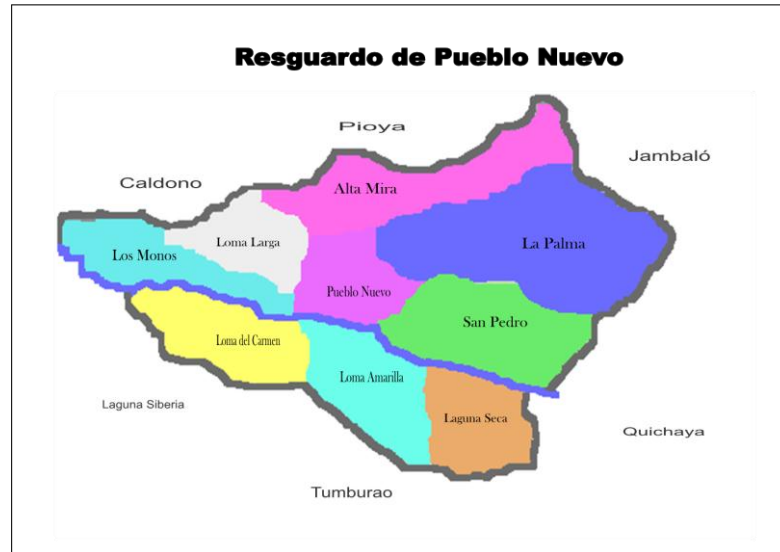 Resguardo de Pueblo Nuevo
Pioya
Jambaló
Caldono
Alta Mira
Loma Larga
La Palma
Los Monos
Pueblo Nuevo
San Pedro
Loma del Carmen
Loma Amarilla
Laguna Siberia
Laguna Seca
Quichaya
Tumburao